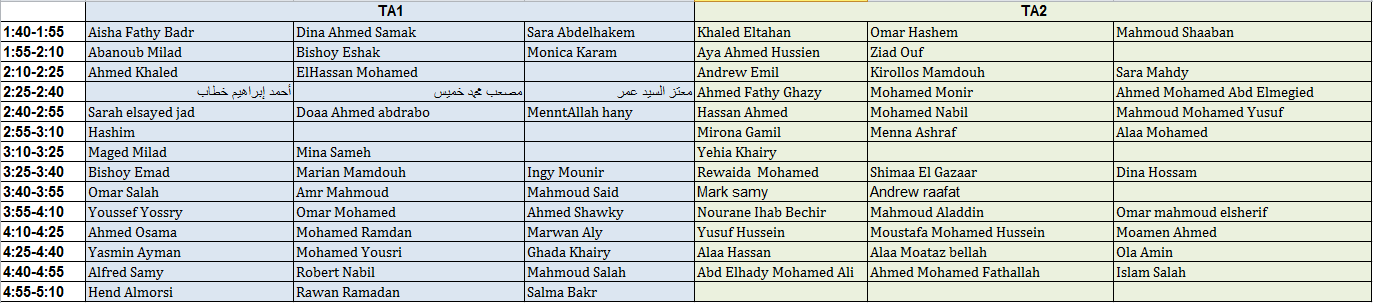 TA1 TA2
1:40-1:55 Aisha Fathy Badr Dina Ahmed Samak Sara Abdelhakem Khaled Eltahan Omar Hashem Mahmoud Shaaban
1:55-2:10 Abanoub Milad Bishoy Eshak Monica Karam Aya Ahmed Hussien Ziad Ouf
2:10-2:25 Ahmed Khaled ElHassan Mohamed Andrew Emil Kirollos Mamdouh Sara Mahdy
2:25-2:40 أحمد إبراهيم خطاب مصعب محمد خميس معتز السيد عمر Ahmed Fathy Ghazy Mohamed Monir Ahmed Mohamed Abd Elmegied
2:40-2:55 Sarah elsayed jad Doaa Ahmed abdrabo MenntAllah hany Hassan Ahmed Mohamed Nabil Mahmoud Mohamed Yusuf
2:55-3:10 Hashim Mirona Gamil Menna Ashraf Alaa Mohamed
3:10-3:25 Maged Milad Mina Sameh Yehia Khairy
3:25-3:40 Bishoy Emad Marian Mamdouh Ingy Mounir Rewaida Mohamed Shimaa El Gazaar Dina Hossam
3:40-3:55 Omar Salah Amr Mahmoud Mahmoud Said Mark samy Andrew raafat
3:55-4:10 Youssef Yossry Omar Mohamed Ahmed Shawky Nourane Ihab Bechir Mahmoud Aladdin Omar mahmoud elsherif
4:10-4:25 Ahmed Osama Mohamed Ramdan Marwan Aly Yusuf Hussein Moustafa Mohamed Hussein Moamen Ahmed
4:25-4:40 Yasmin Ayman Mohamed Yousri Ghada Khairy Alaa Hassan Alaa Moataz bellah Ola Amin
4:40-4:55 Alfred Samy Robert Nabil Mahmoud Salah Abd Elhady Mohamed Ali Ahmed Mohamed Fathallah Islam Salah
4:55-5:10 Hend Almorsi Rawan Ramadan Salma Bakr